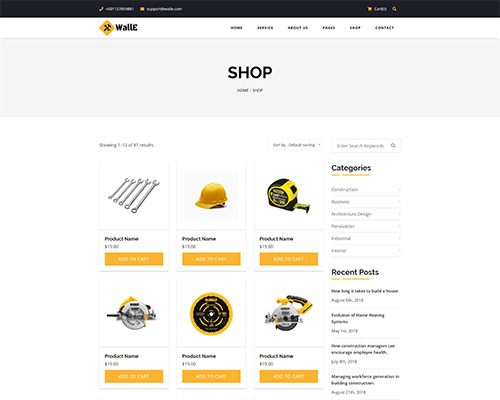 +001127859881 support@walle.com Cart(0)
WallE HOME SERVICE ABOUT US PAGES SHOP CONTACT
SHOP
HOME / SHOP
Showing 1-12 of 81 results Sort by : Default sorting Enter Search Keywords
Categories
Construction
Business
Architecture Design
Renovation
Industrial
Interior
Product Name Product Name Product Name
$19.00 $19.00 $19.00
ADD TO CART ADD TO CART ADD TO CART
Recent Posts
How long it takes to build a house
August 6th, 2018
Evolution of Home Heating
Systems
May 1st, 2018
How construction managers can
encourage employee health.
July 8th, 2018
Product Name Product Name Product Name
$19.00 $19.00 $19.00
ADD TO CART ADD TO CART ADD TO CART
Managing workforce generation in
building construction.
August 21th, 2018